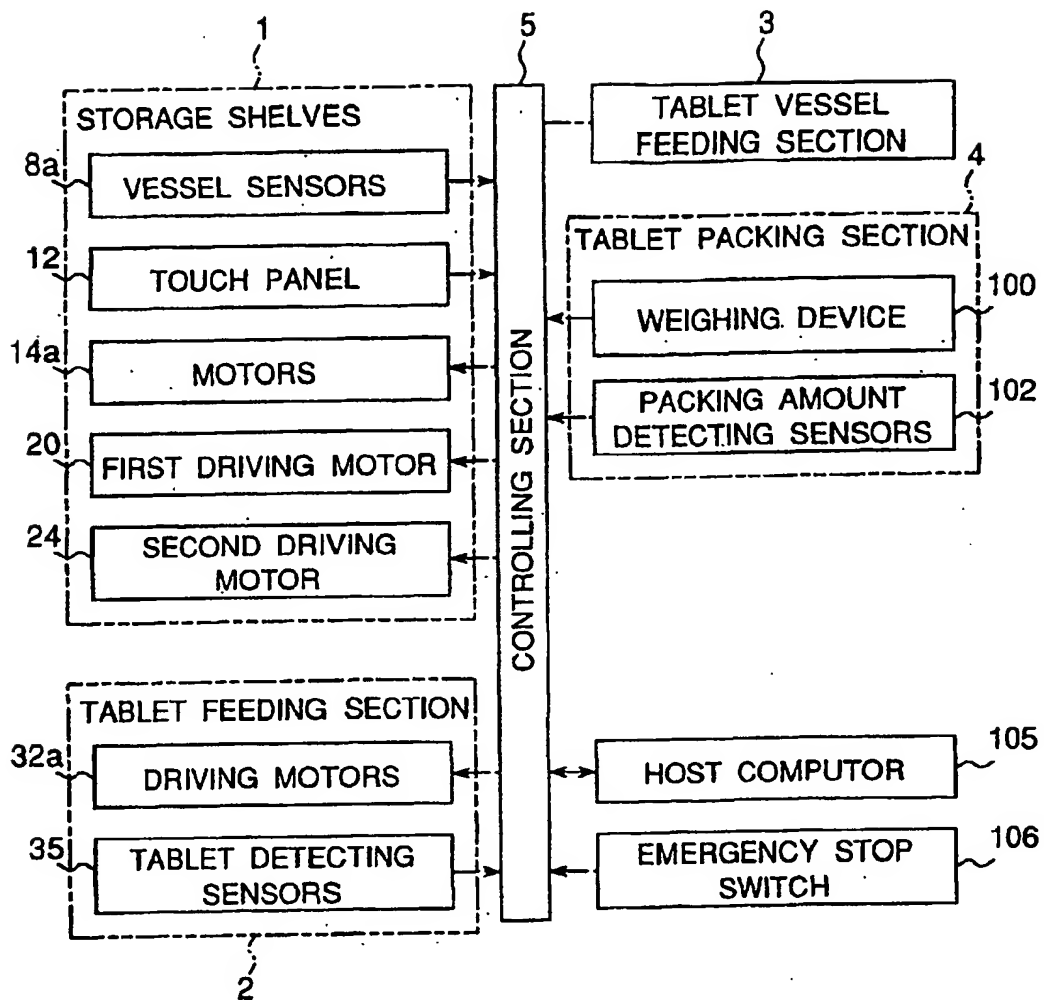 1
5
3
STORAGE SHELVES
8a
VESSEL SENSORS
12
TOUCH PANEL
14a
MOTORS
20
FIRST DRIVING MOTOR
24
SECOND DRIVING
MOTOR
TABLET FEEDING SECTION
32a
DRIVING MOTORS
35
TABLET DETECTING
SENSORS
2
CONTROLLING SECTION
TABLET VESSEL
FEEDING SECTION
4
TABLET PACKING SECTION
100
WEIGHING DEVICE
102
PACKING AMOUNT
DETECTING SENSORS
105
HOST COMPUTOR
106
EMERGENCY STOP
SWITCH